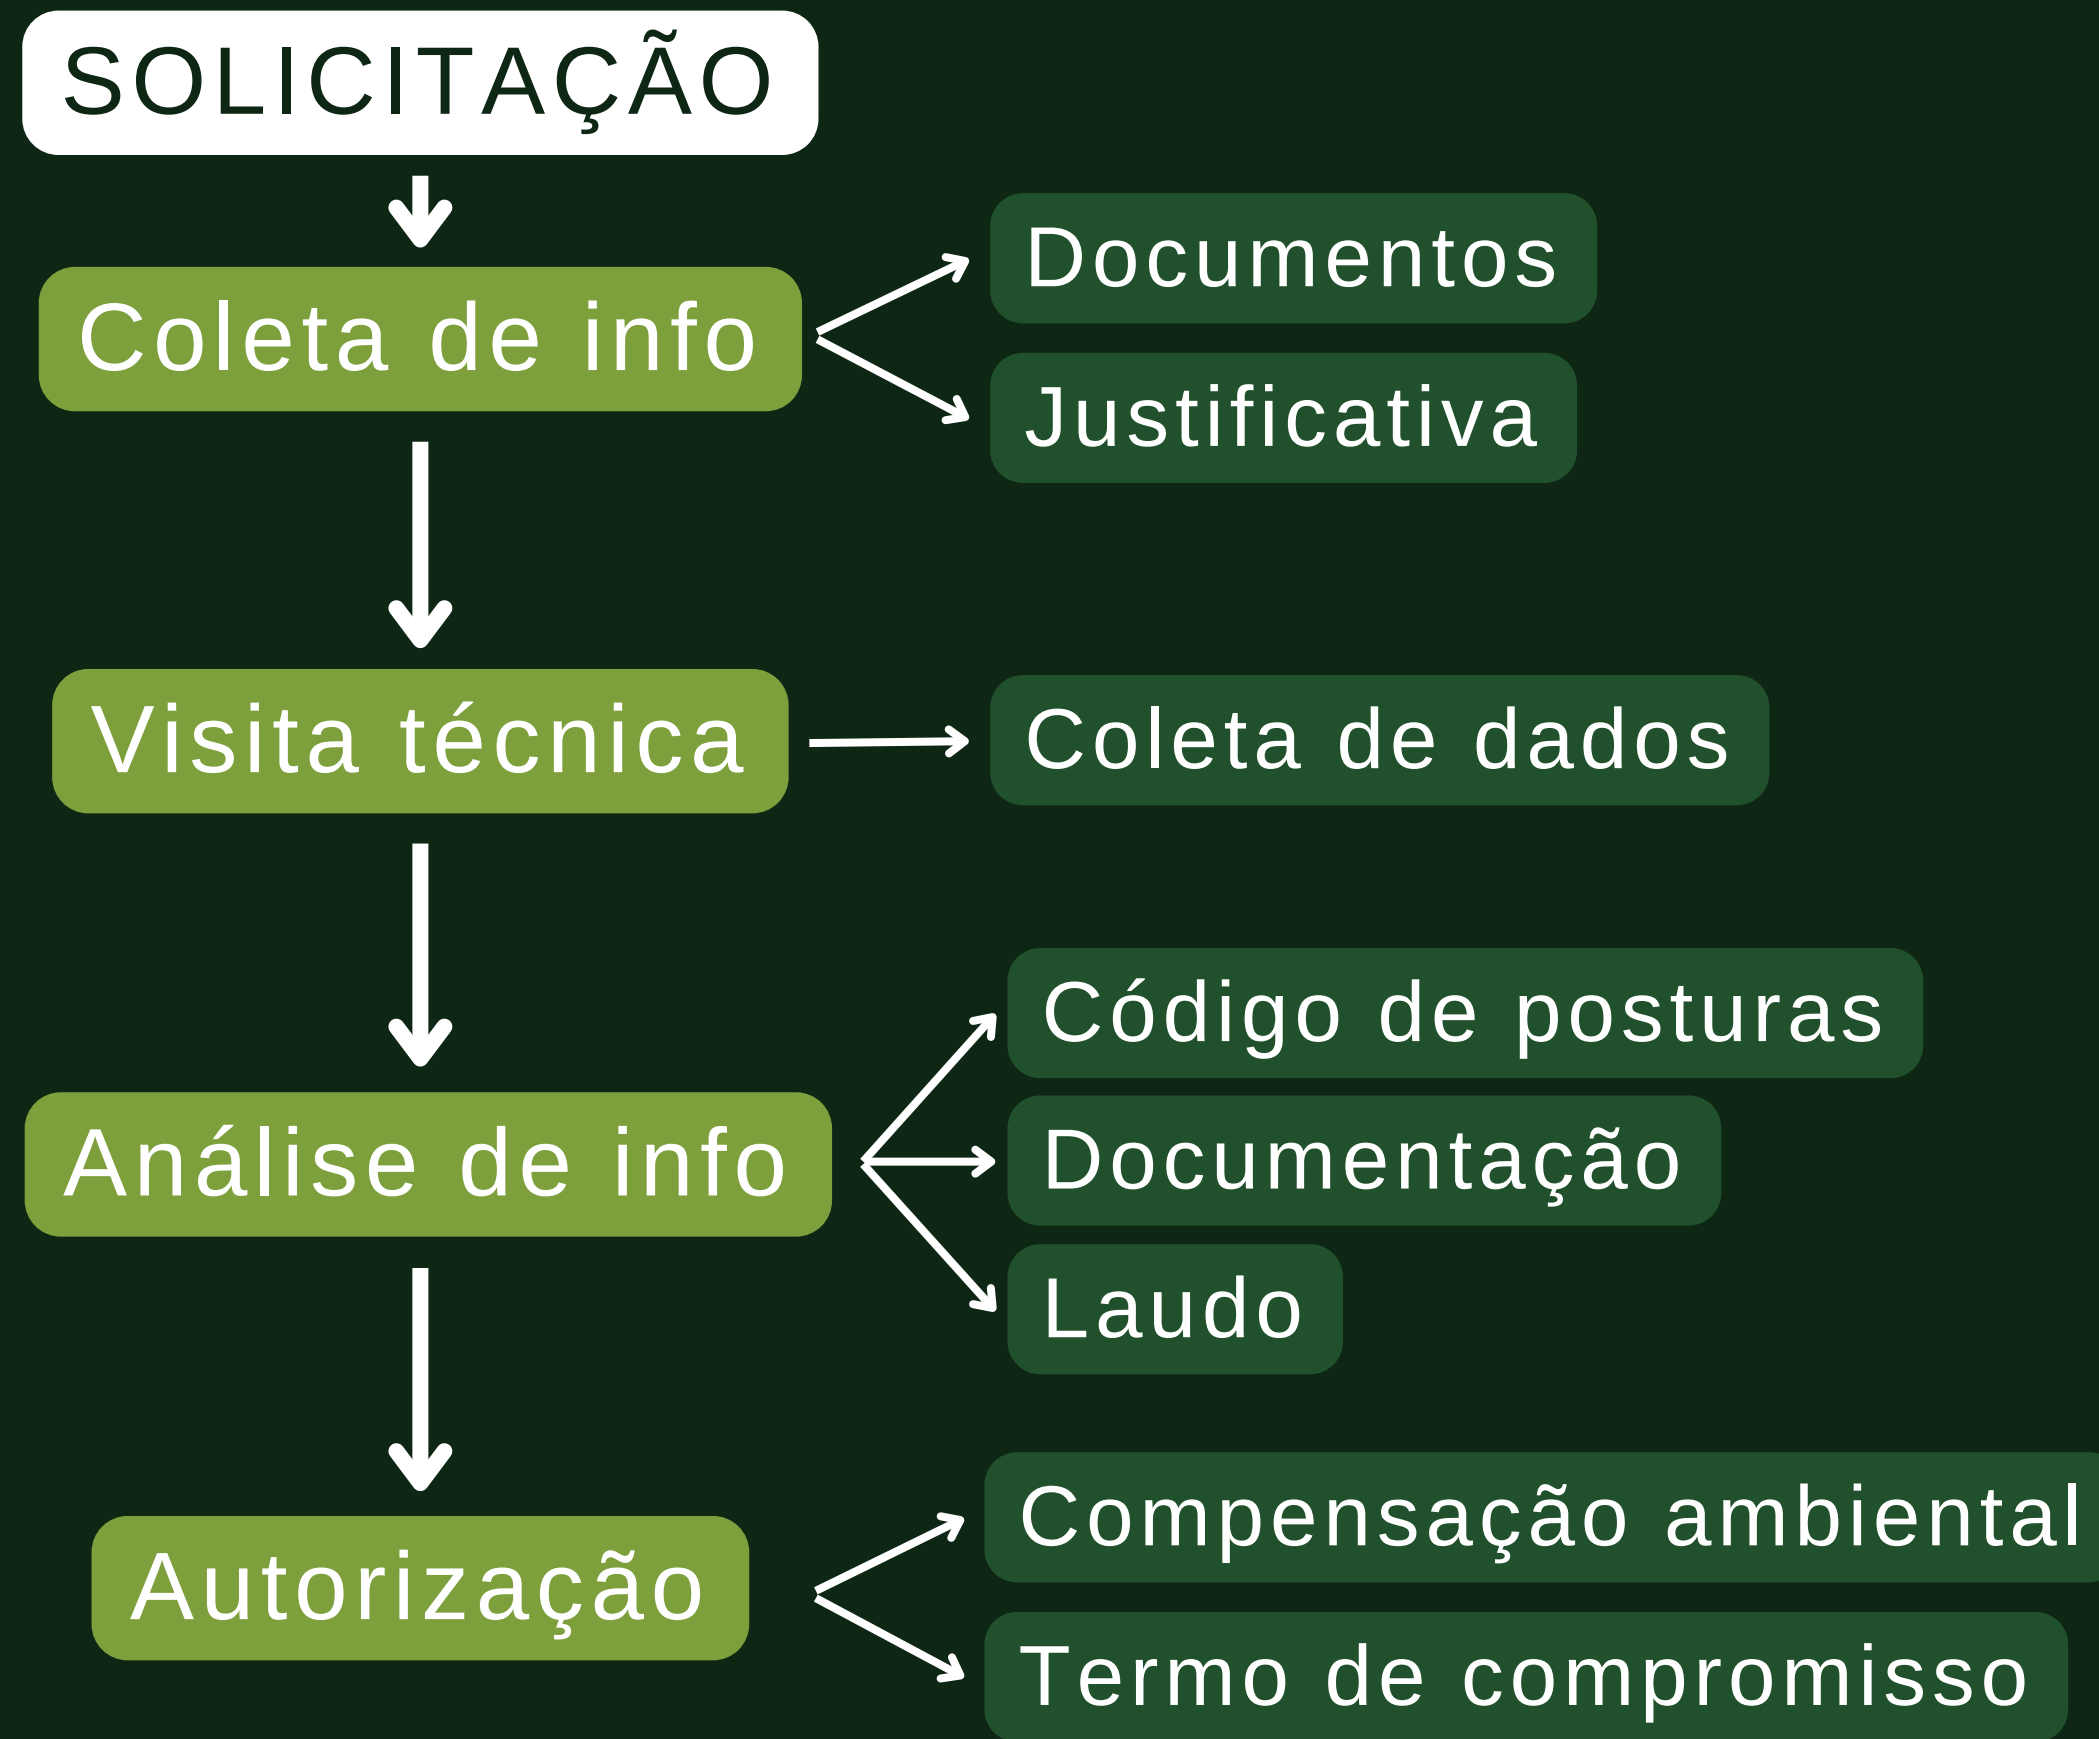 SOLICITAÇÃO
Coleta de info
Documentos
Justificativa
Visita técnica
Coleta de dados
Análise de info
Código de posturas
Documentação
Laudo
Autorização
Compensação ambiental
Termo de compromisso